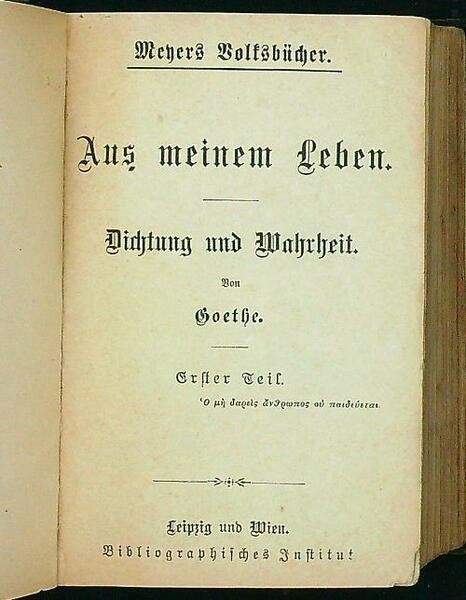 Meyers Volksbücher.
Aus meinem Leben.
Dichtung und Wahrheit.
Von
Goethe.
Erster Teil.
Ὁ μὴ δαρεὶς ἄνθρωπος οὐ παιδεύεται.
Leipzig und Wien.
Bibliographisches Institut